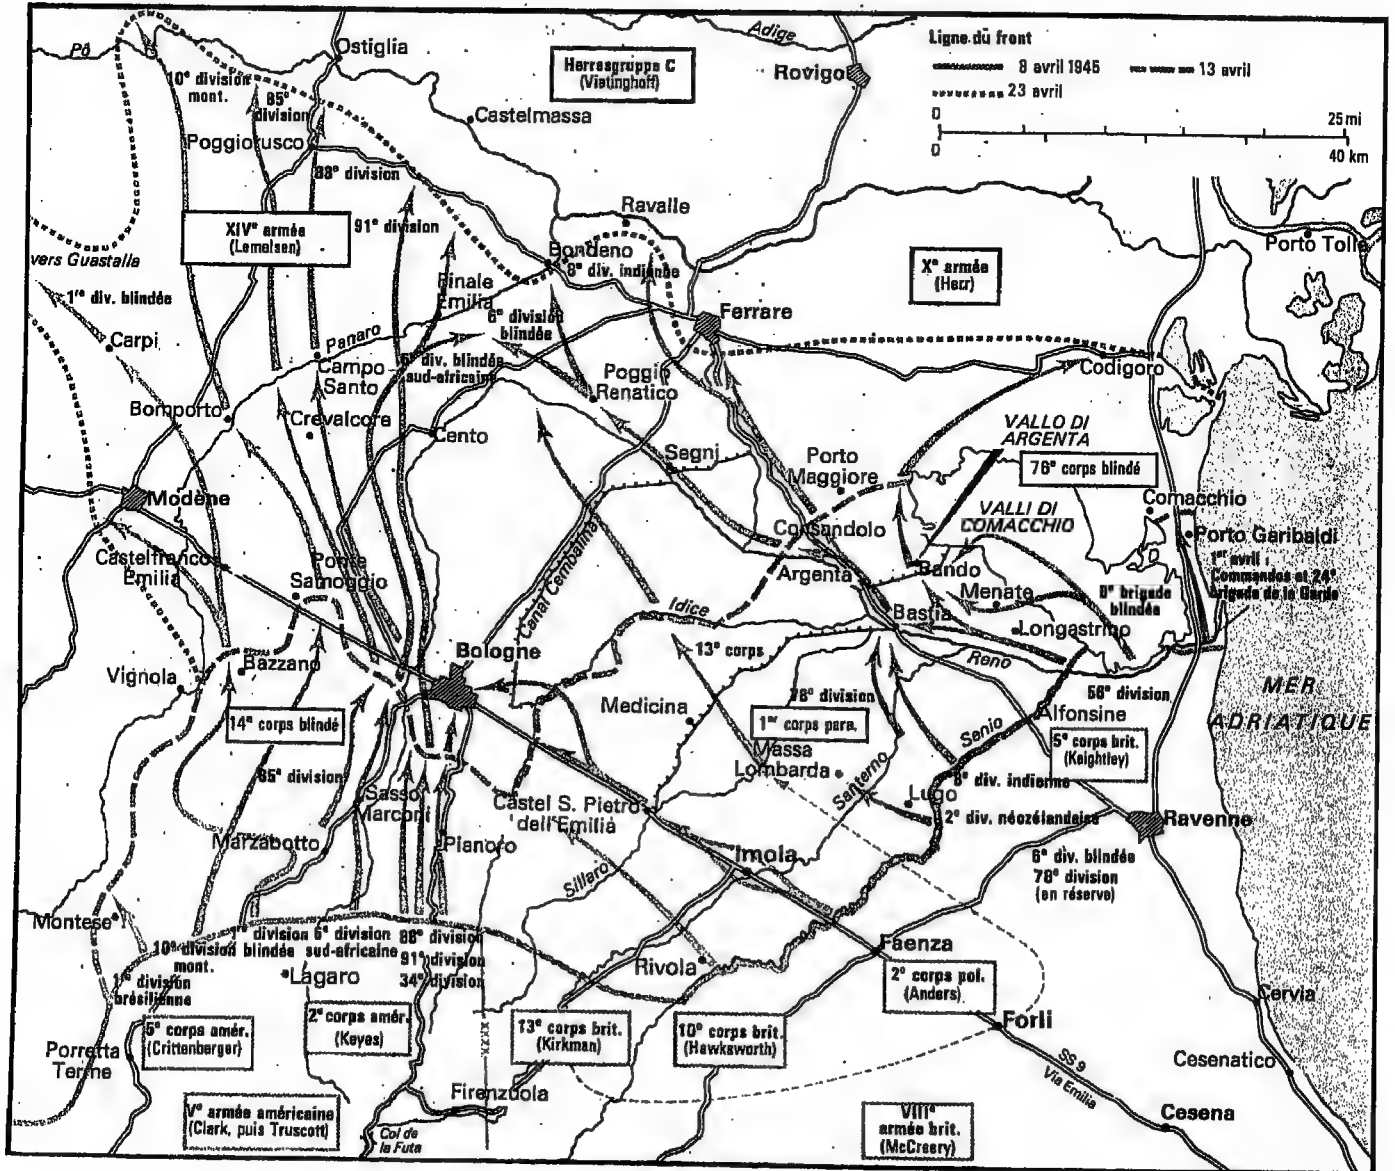 Ligne du front
8 avril 1945
13 avril
23 avril
0
25 mi
0
40 km
Pô
Ostiglia
Adige
Rovigo
Heeresgruppe C
(Vietinghoff)
10e division
mont.
85e
division
Castelmassa
Poggiorusco
88e division
XIVe armée
(Lemelsen)
91e division
Ravalle
Bondeno
8e div. indienne
Xe armée
(Herr)
Porto Tolle
vers Guastalla
1re div. blindée
Finale
Emilia
6e division
blindée
Ferrare
Carpi
Panaro
Campo
Santo
6e div. blindée
sud-africaine
Poggio
Renatico
Codigoro
Bomporto
Crevalcore
Cento
Segni
Porto
Maggiore
VALLO DI
ARGENTA
76e corps blindé
Modène
Comacchio
VALLI DI
COMACCHIO
Consandolo
Porto Garibaldi
Castelfranco
Emilia
Ponte
Samoggio
Canal Cembalina
Argenta
Bando
1er avril :
Commandos et 24e
brigade de la Garde
Menate
8e brigade
blindée
Idice
Bastia
Longastrino
Bologne
13e corps
Reno
Bazzano
Vignola
MER
ADRIATIQUE
56e division
78e division
Medicina
1er corps para.
Alfonsine
14e corps blindé
Senio
5e corps brit.
(Keightley)
Massa
Lombarda
65e division
8e div. indienne
Santerno
Lugo
Sasso
Marconi
Castel S. Pietro
dell'Emilia
2e div. néozélandaise
Ravenne
Marzabotto
Pianoro
Imola
6e div. blindée
78e division
(en réserve)
Sillaro
Montese
10e division
mont.
1re division
blindée
6e division
sud-africaine
88e division
91e division
34e division
Faenza
Rivola
Lagaro
1re division
brésilienne
2e corps pol.
(Anders)
Cervia
5e corps amér.
(Crittenberger)
2e corps amér.
(Keyes)
13e corps brit.
(Kirkman)
10e corps brit.
(Hawksworth)
Forli
Porretta
Terme
Cesenatico
SS 9
Via Emilia
Firenzuola
Ve armée américaine
(Clark, puis Truscott)
Col de
la Futa
VIIIe
armée brit.
(McCreery)
Cesena